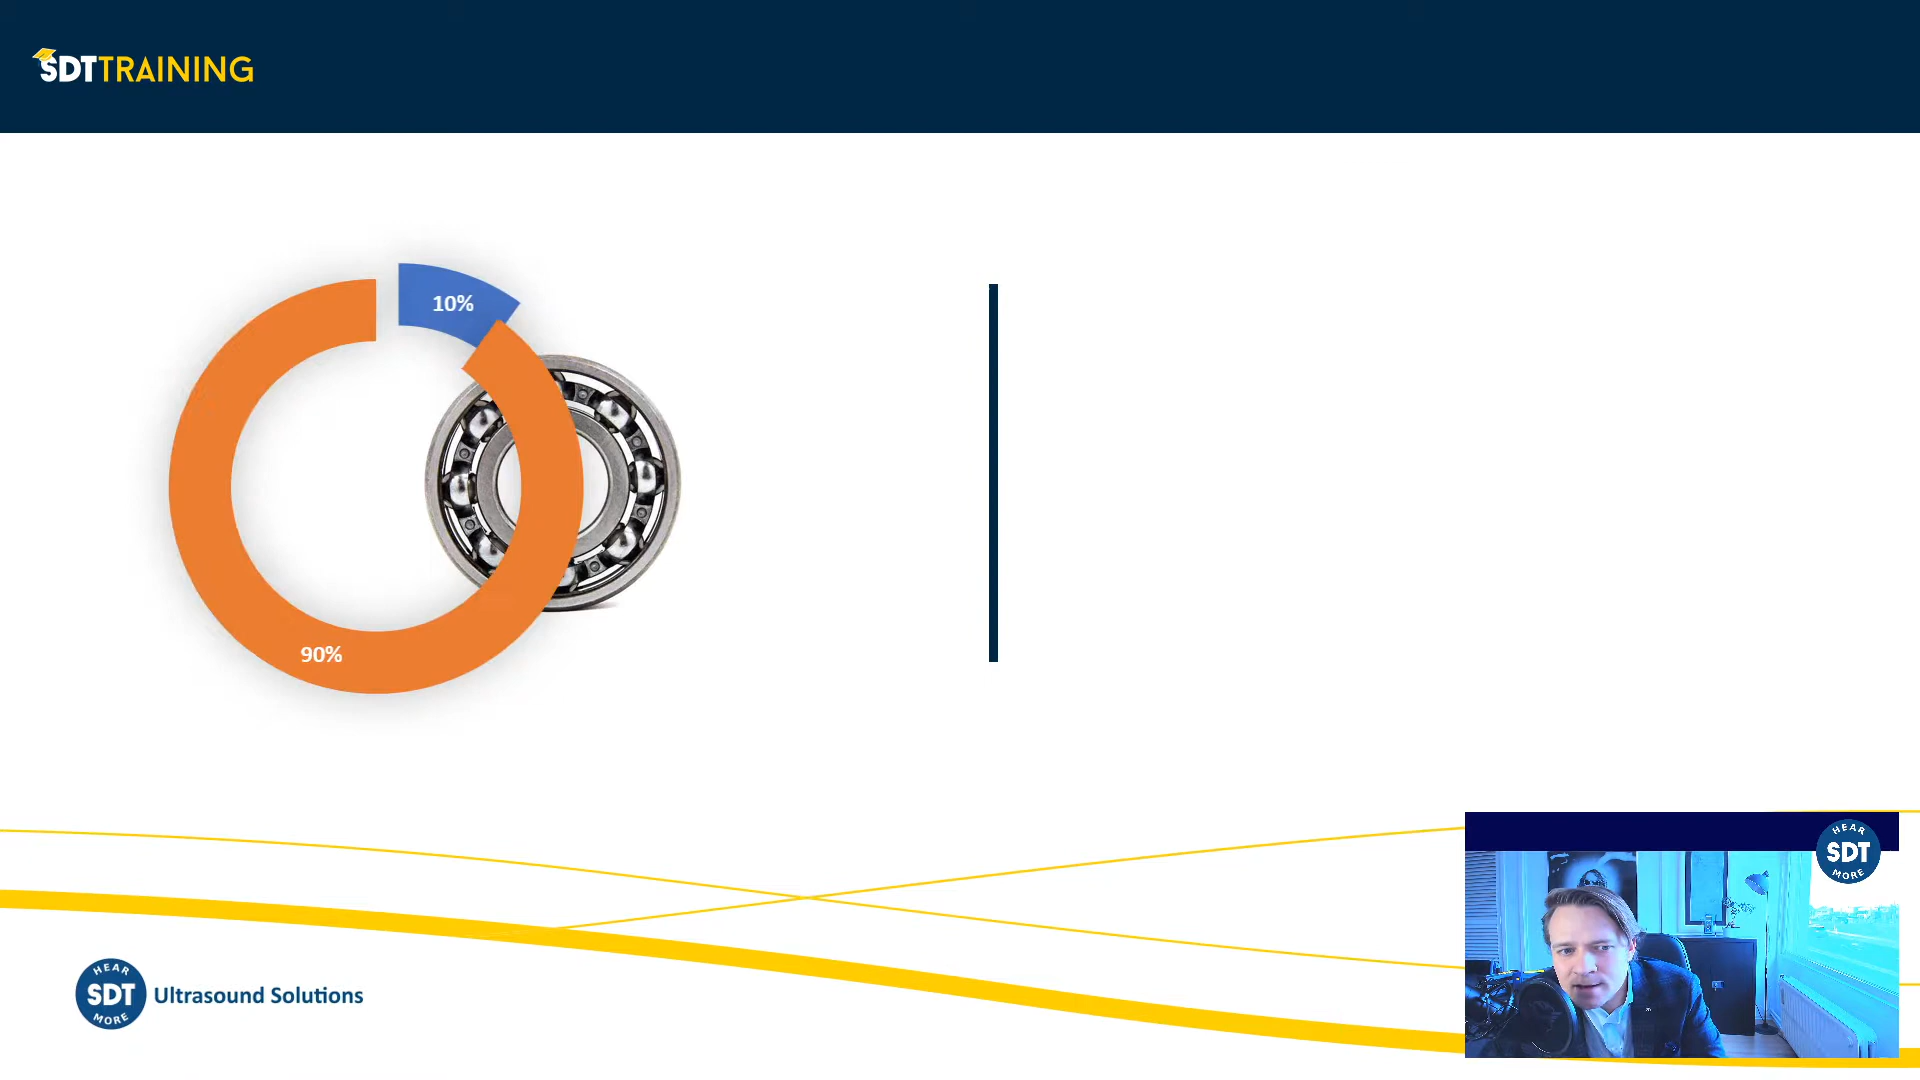 SDTTRAINING
10%
90%
HEAR
SDT
MORE
Ultrasound Solutions
HEAR
SDT
MORE